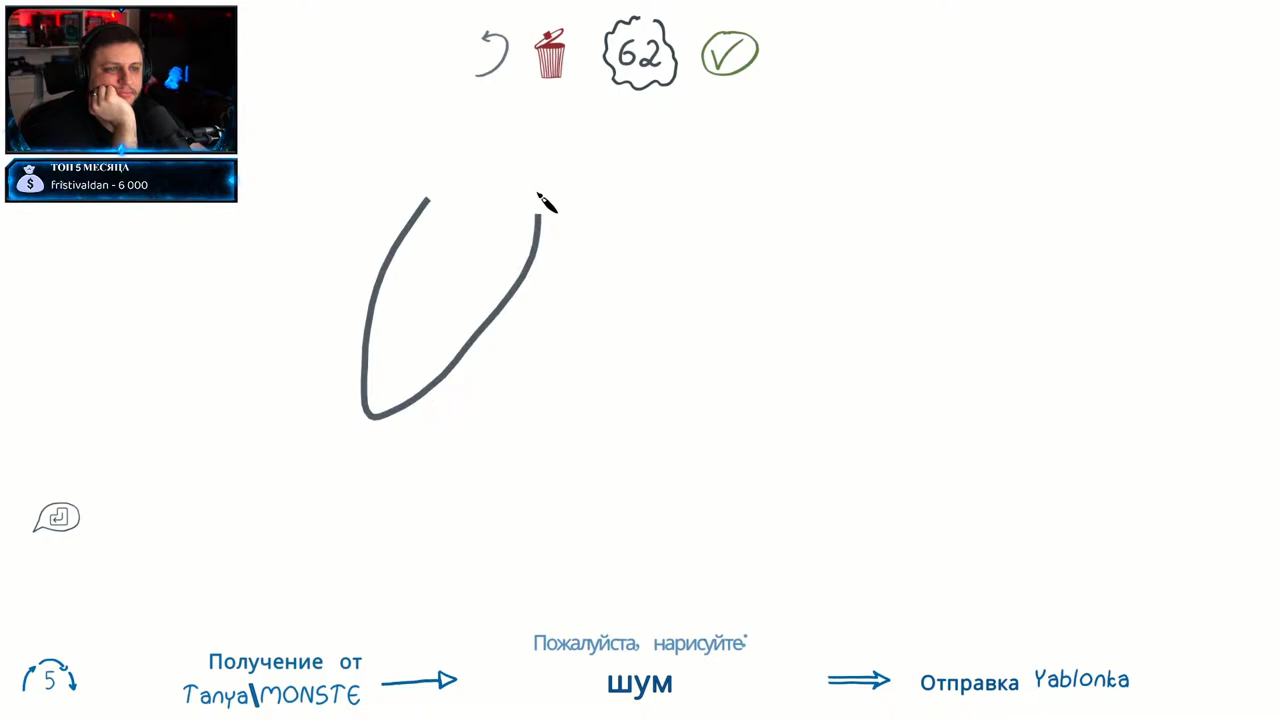 62
ТОП 5 МЕСЯЦА
fristivaldan - 6 000
Пожалуйста, нарисуйте:
5
Получение от
Tanya\MONSTE
шум
Отправка Yablonka